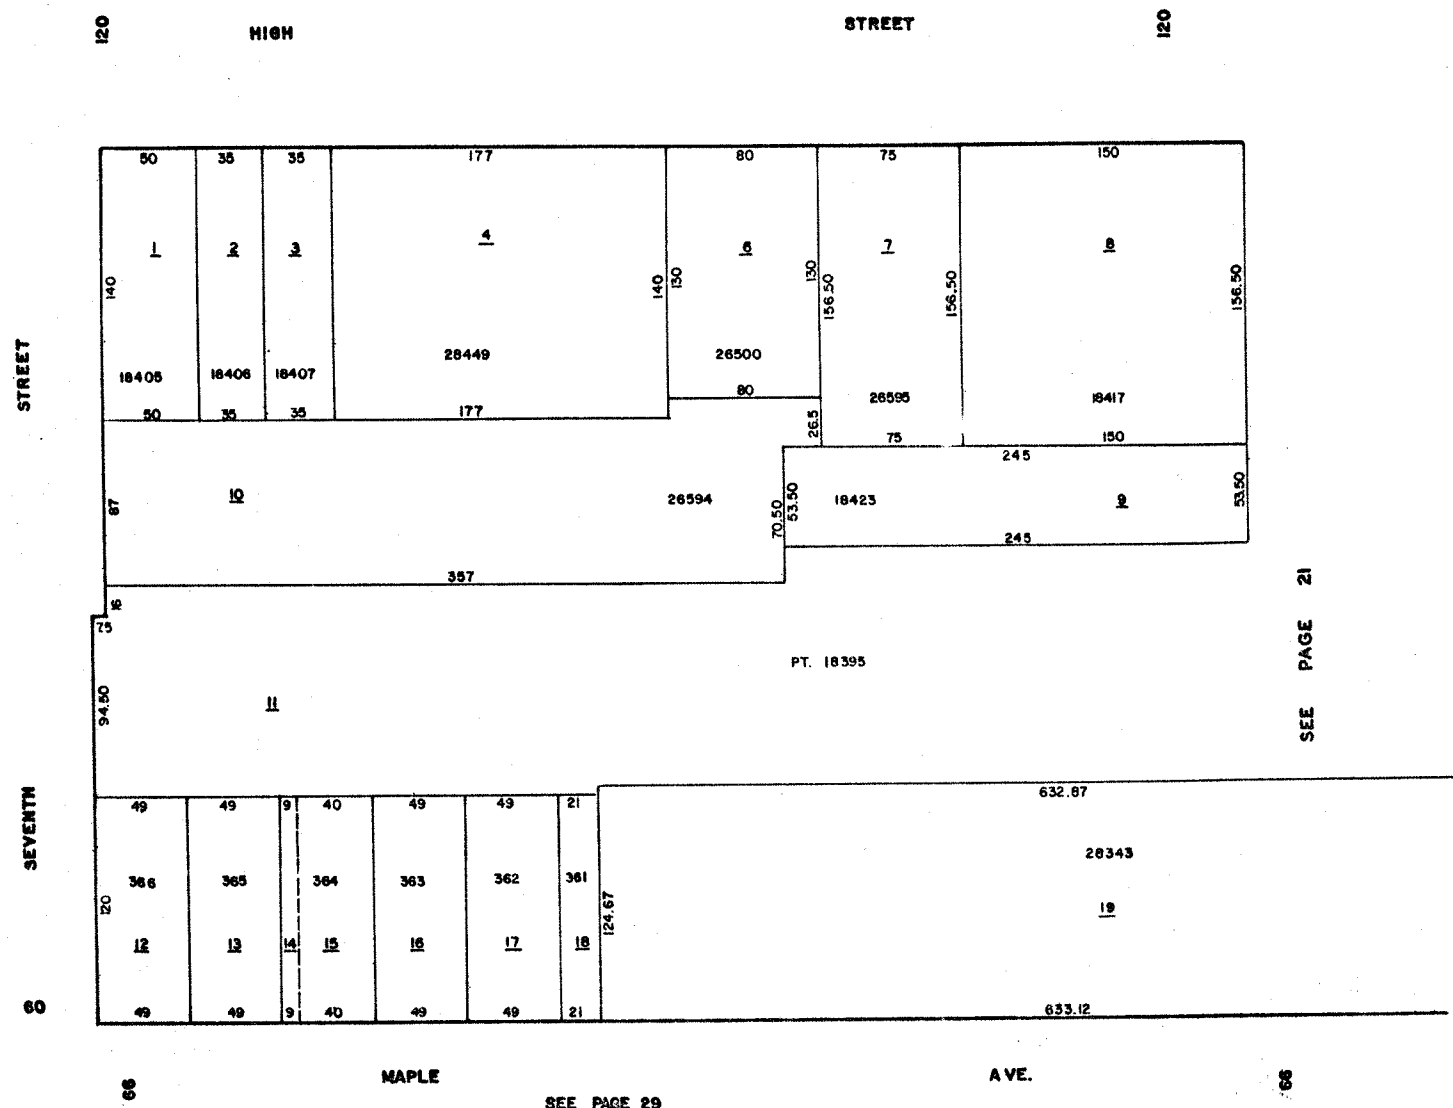 120 HIGH STREET 120
50 35 35 177 80 75 150
1 2 3 4 6 7 8
140 140 130 130 156.50 156.50 156.50
18405 18406 18407 28449 26500 26595 18417
50 35 35 177 80 26.5 75 150
STREET
245
87 10 26594 70.50 53.50 18423 9 53.50
245
357
16
75
PT. 18395
94.50 11
SEE PAGE 21
SEVENTH
49 49 9 40 49 49 21 632.87
366 365 364 363 362 361 28343
120 124.67
12 13 14 15 16 17 18 19
60
49 49 9 40 49 49 21 633.12
66 MAPLE AVE. 66
SEE PAGE 29